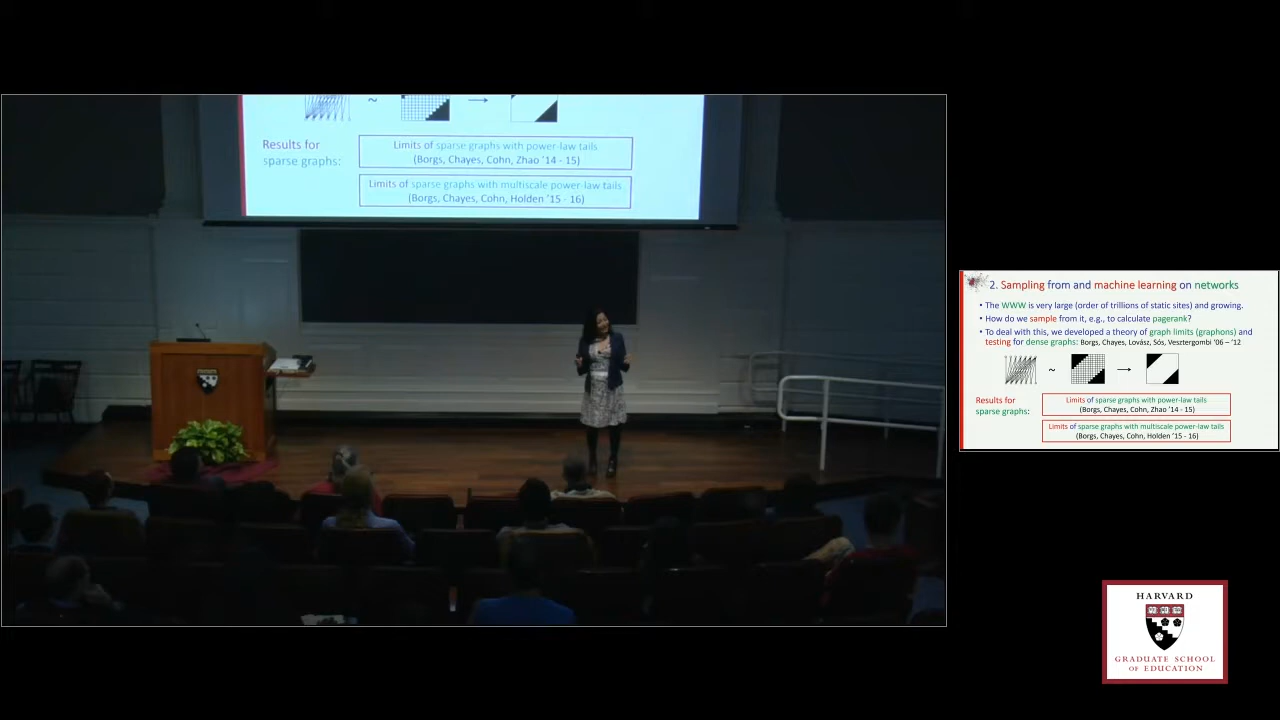 ~
→
Results for
sparse graphs:
Limits of sparse graphs with power-law tails
(Borgs, Chayes, Cohn, Zhao '14 - 15)
Limits of sparse graphs with multiscale power-law tails
(Borgs, Chayes, Cohn, Holden '15 - 16)
2. Sampling from and machine learning on networks
• The WWW is very large (order of trillions of static sites) and growing.
• How do we sample from it, e.g., to calculate pagerank?
• To deal with this, we developed a theory of graph limits (graphons) and
testing for dense graphs: Borgs, Chayes, Lovász, Sós, Vesztergombi '06 – '12
~
→
Results for
sparse graphs:
Limits of sparse graphs with power-law tails
(Borgs, Chayes, Cohn, Zhao '14 - 15)
Limits of sparse graphs with multiscale power-law tails
(Borgs, Chayes, Cohn, Holden '15 - 16)
HARVARD
GRADUATE SCHOOL
OF EDUCATION